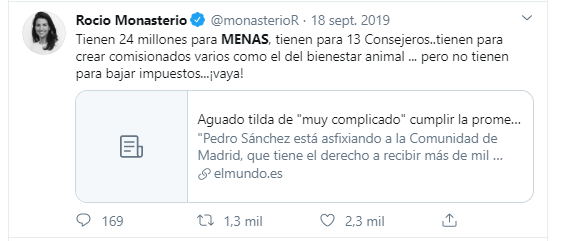 Rocio Monasterio @monasterioR · 18 sept. 2019
Tienen 24 millones para MENAS, tienen para 13 Consejeros..tienen para
crear comisionados varios como el del bienestar animal ... pero no tienen
para bajar impuestos...¡vaya!
Aguado tilda de "muy complicado" cumplir la prome...
"Pedro Sánchez está asfixiando a la Comunidad de
Madrid, que tiene el derecho a recibir más de mil ...
elmundo.es
169 1,3 mil 2,3 mil